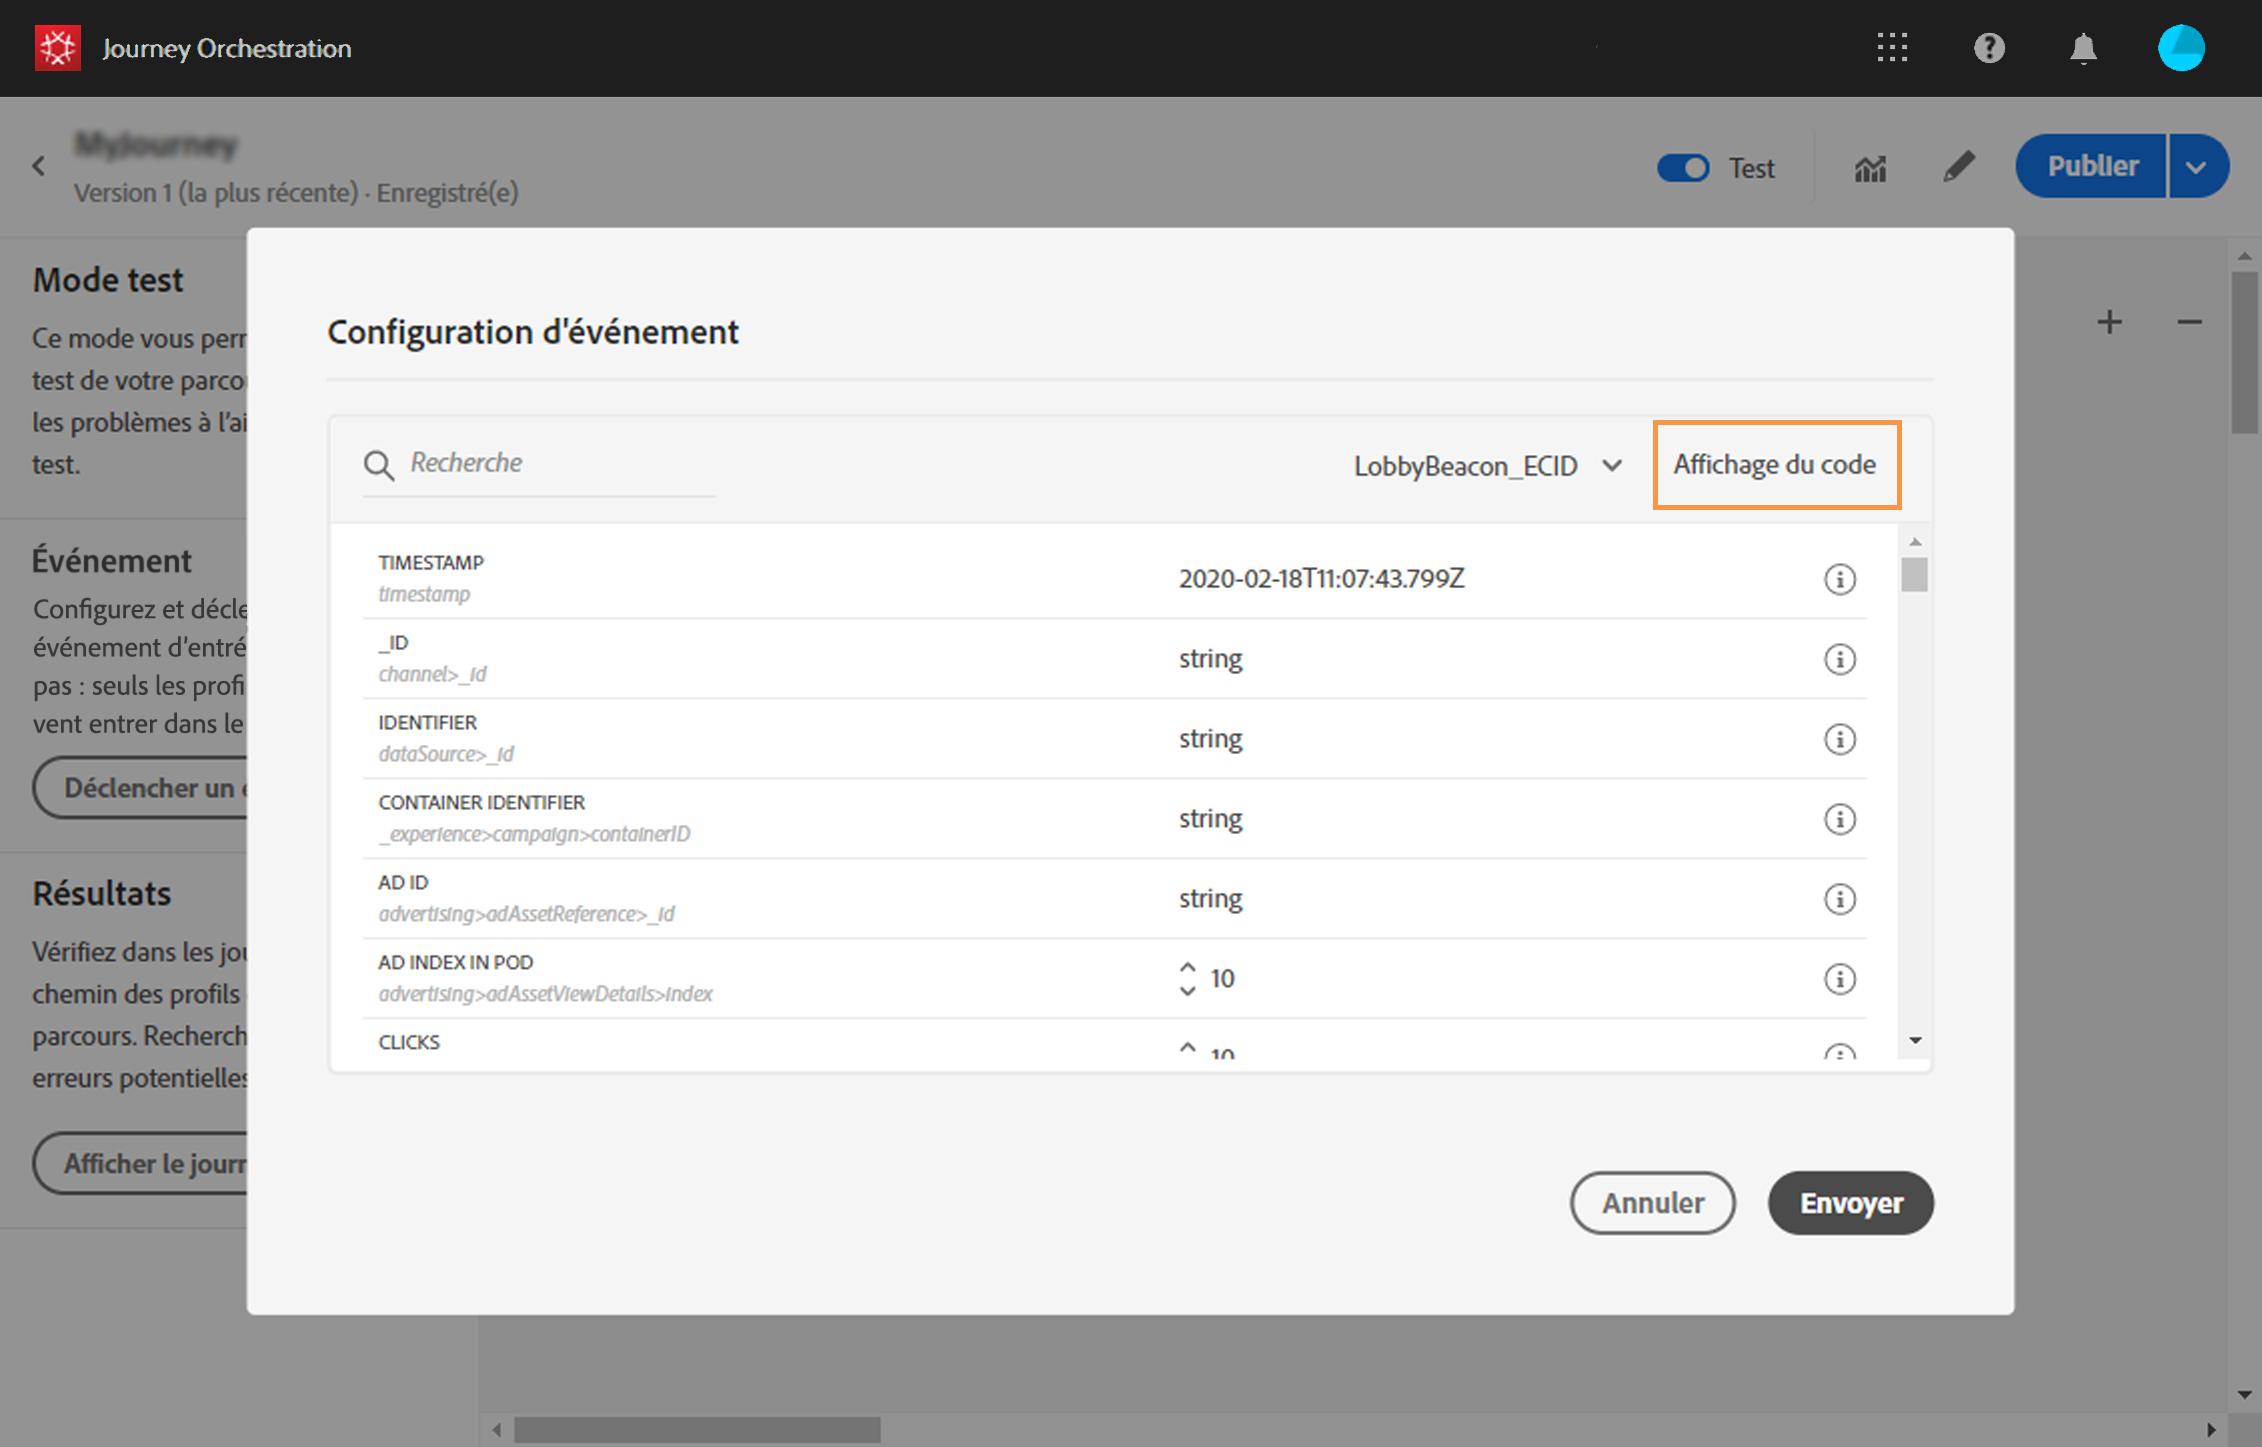 Journey Orchestration
MyJourney
Version 1 (la plus récente) · Enregistré(e)
Test
Publier
Mode test
Ce mode vous perr
test de votre parco
les problèmes à l'ai
test.
Événement
Configurez et décle
événement d'entré
pas : seuls les profi
vent entrer dans le
Déclencher un é
Résultats
Vérifiez dans les jou
chemin des profils
parcours. Recherch
erreurs potentielles
Afficher le journ
Configuration d'événement
Recherche
LobbyBeacon_ECID
Affichage du code
TIMESTAMP
timestamp
2020-02-18T11:07:43.799Z
_ID
channel>_id
string
IDENTIFIER
dataSource>_id
string
CONTAINER IDENTIFIER
_experience>campaign>containerID
string
AD ID
advertising>adAssetReference>_id
string
AD INDEX IN POD
advertising>adAssetViewDetails>index
10
CLICKS
10
Annuler
Envoyer